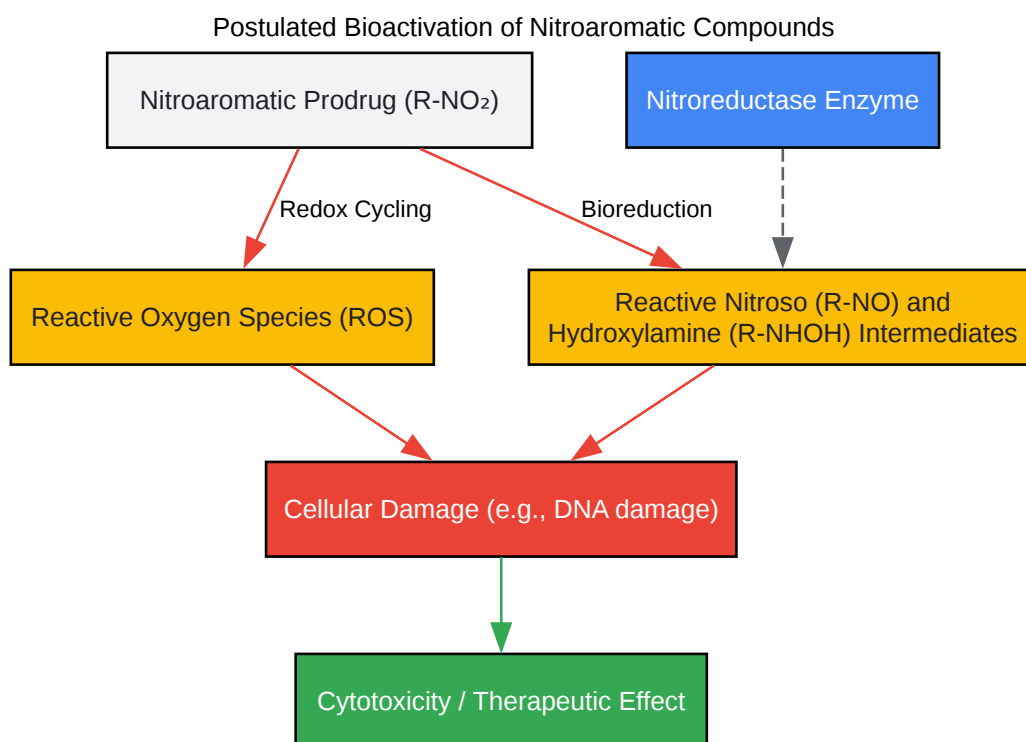 Postulated Bioactivation of Nitroaromatic Compounds
Nitroaromatic Prodrug (R-NO₂)
Nitroreductase Enzyme
Redox Cycling
Bioreduction
Reactive Oxygen Species (ROS)
Reactive Nitroso (R-NO) and
Hydroxylamine (R-NHOH) Intermediates
Cellular Damage (e.g., DNA damage)
Cytotoxicity / Therapeutic Effect